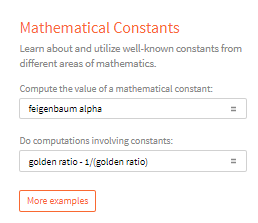 Mathematical Constants
Learn about and utilize well-known constants from
different areas of mathematics.
Compute the value of a mathematical constant:
feigenbaum alpha
=
Do computations involving constants:
golden ratio - 1/(golden ratio)
=
More examples